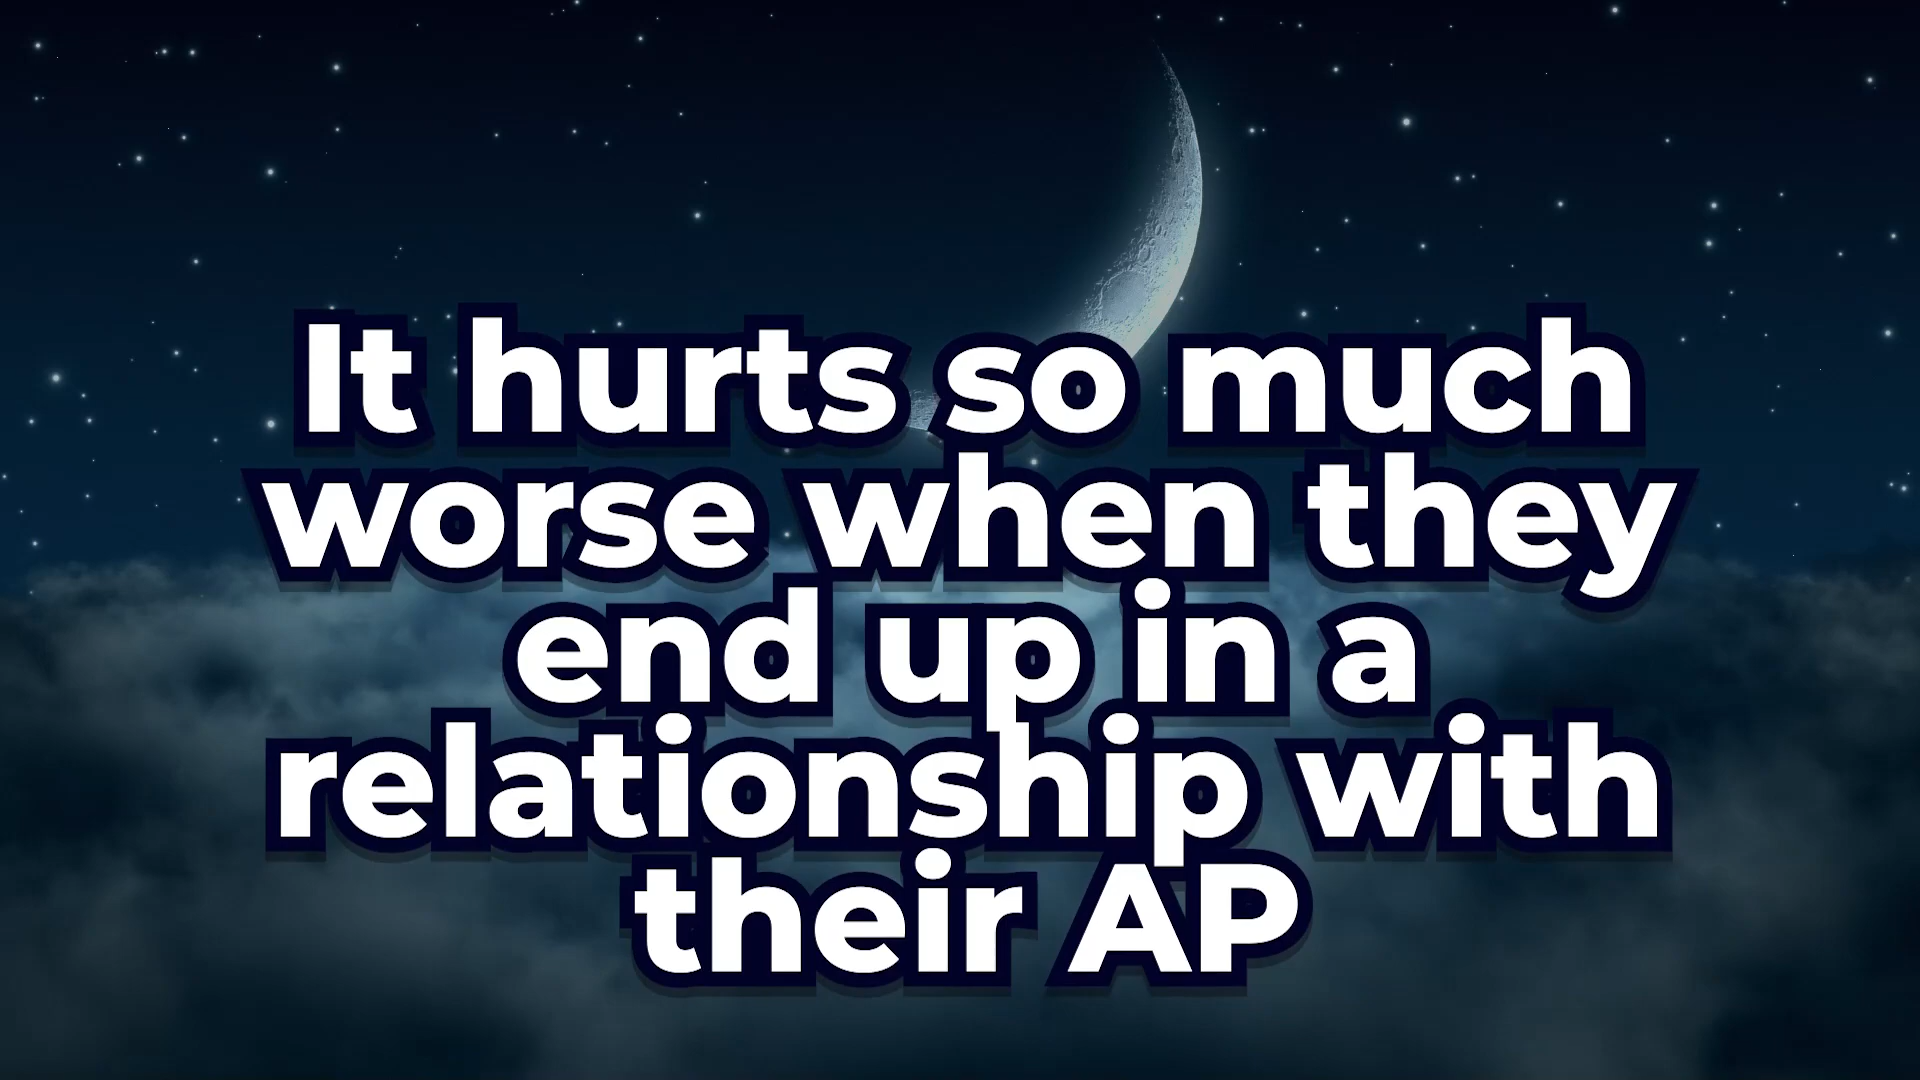 It hurts so much
worse when they
end up in a
relationship with
their AP